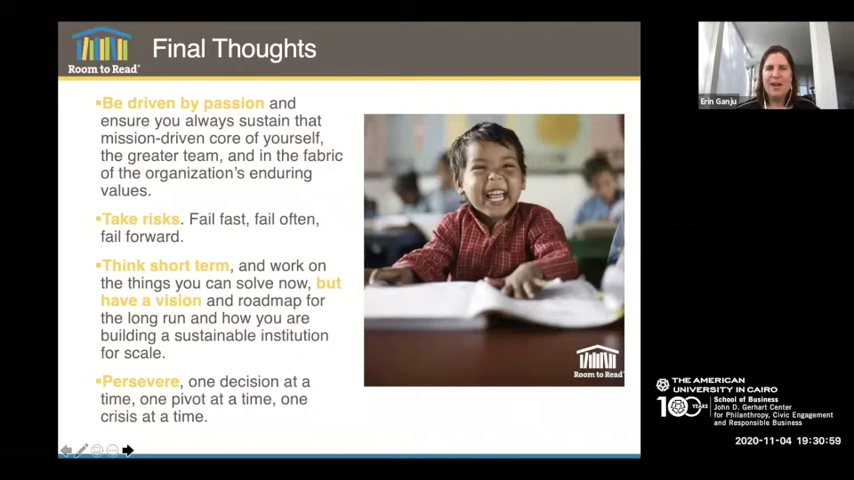 Room to Read®
Final Thoughts
▪Be driven by passion and
ensure you always sustain that
mission-driven core of yourself,
the greater team, and in the fabric
of the organization's enduring
values.
▪Take risks. Fail fast, fail often,
fail forward.
▪Think short term, and work on
the things you can solve now, but
have a vision and roadmap for
the long run and how you are
building a sustainable institution
for scale.
▪Persevere, one decision at a
time, one pivot at a time, one
crisis at a time.
Room to Read®
Erin Ganju
THE AMERICAN
UNIVERSITY IN CAIRO
100 YEARS
School of Business
John D. Gerhart Center
for Philanthropy, Civic Engagement
and Responsible Business
2020-11-04 19:30:59